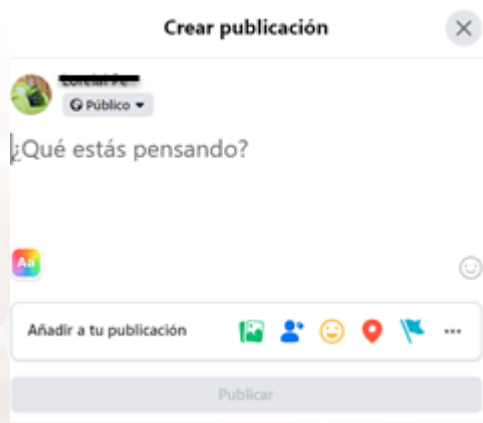 Crear publicación
Público
¿Qué estás pensando?
Aa
Añadir a tu publicación
Publicar